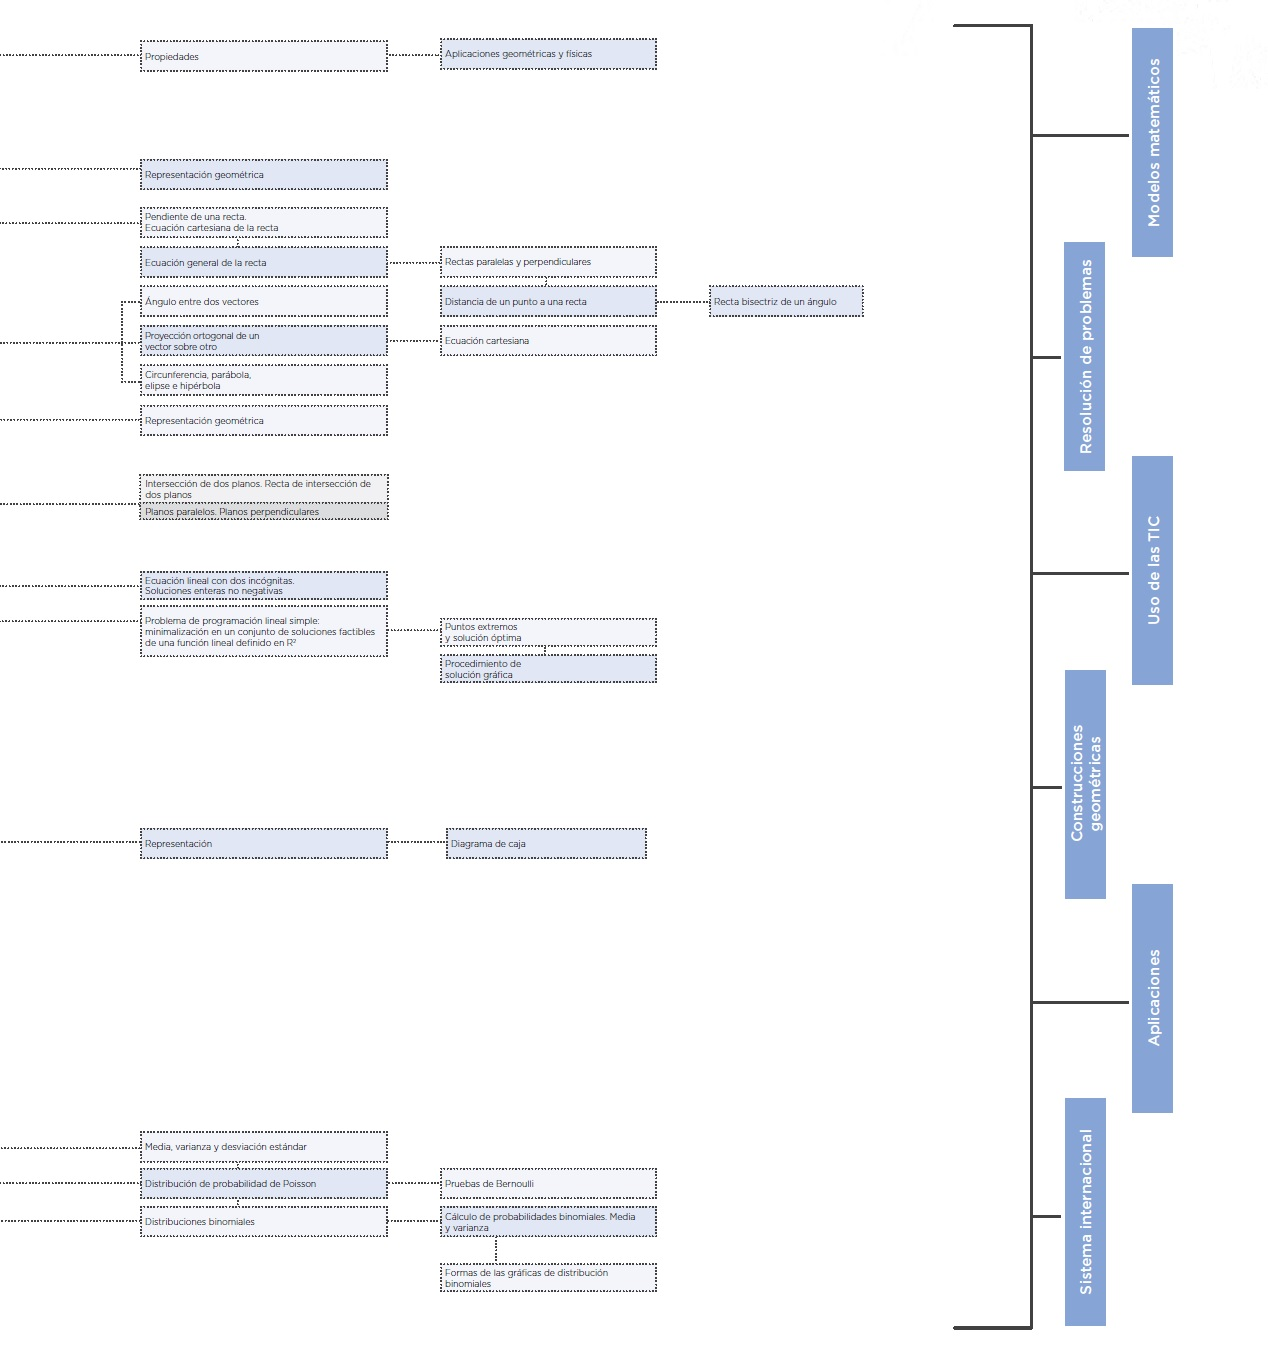 Propiedades
Aplicaciones geométricas y físicas
Representación geométrica
Pendiente de una recta.
Ecuación cartesiana de la recta
Ecuación general de la recta
Rectas paralelas y perpendiculares
Ángulo entre dos vectores
Distancia de un punto a una recta
Recta bisectriz de un ángulo
Proyección ortogonal de un
vector sobre otro
Ecuación cartesiana
Circunferencia, parábola,
elipse e hipérbola
Representación geométrica
Intersección de dos planos. Recta de intersección de
dos planos
Planos paralelos. Planos perpendiculares
Ecuación lineal con dos incógnitas.
Soluciones enteras no negativas
Problema de programación lineal simple:
minimalización en un conjunto de soluciones factibles
de una función lineal definido en R²
Puntos extremos
y solución óptima
Procedimiento de
solución gráfica
Representación
Diagrama de caja
Media, varianza y desviación estándar
Distribución de probabilidad de Poisson
Pruebas de Bernoulli
Distribuciones binomiales
Cálculo de probabilidades binomiales. Media
y varianza
Formas de las gráficas de distribución
binomiales
Modelos matemáticos
Resolución de problemas
Uso de las TIC
Construcciones
geométricas
Aplicaciones
Sistema internacional